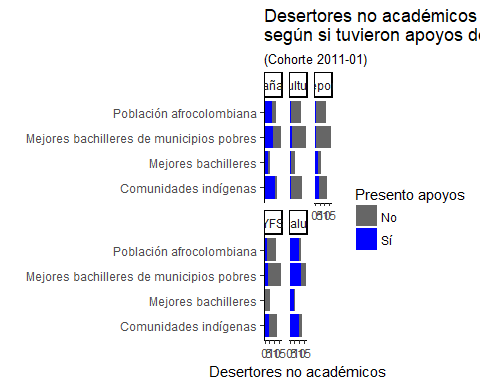 Desertores no académicos
según si tuvieron apoyos de
(Cohorte 2011-01)
Población afrocolombiana
Mejores bachilleres de municipios pobres
Mejores bachilleres
Comunidades indígenas
Presento apoyos
No
Sí
Población afrocolombiana
Mejores bachilleres de municipios pobres
Mejores bachilleres
Comunidades indígenas
Desertores no académicos